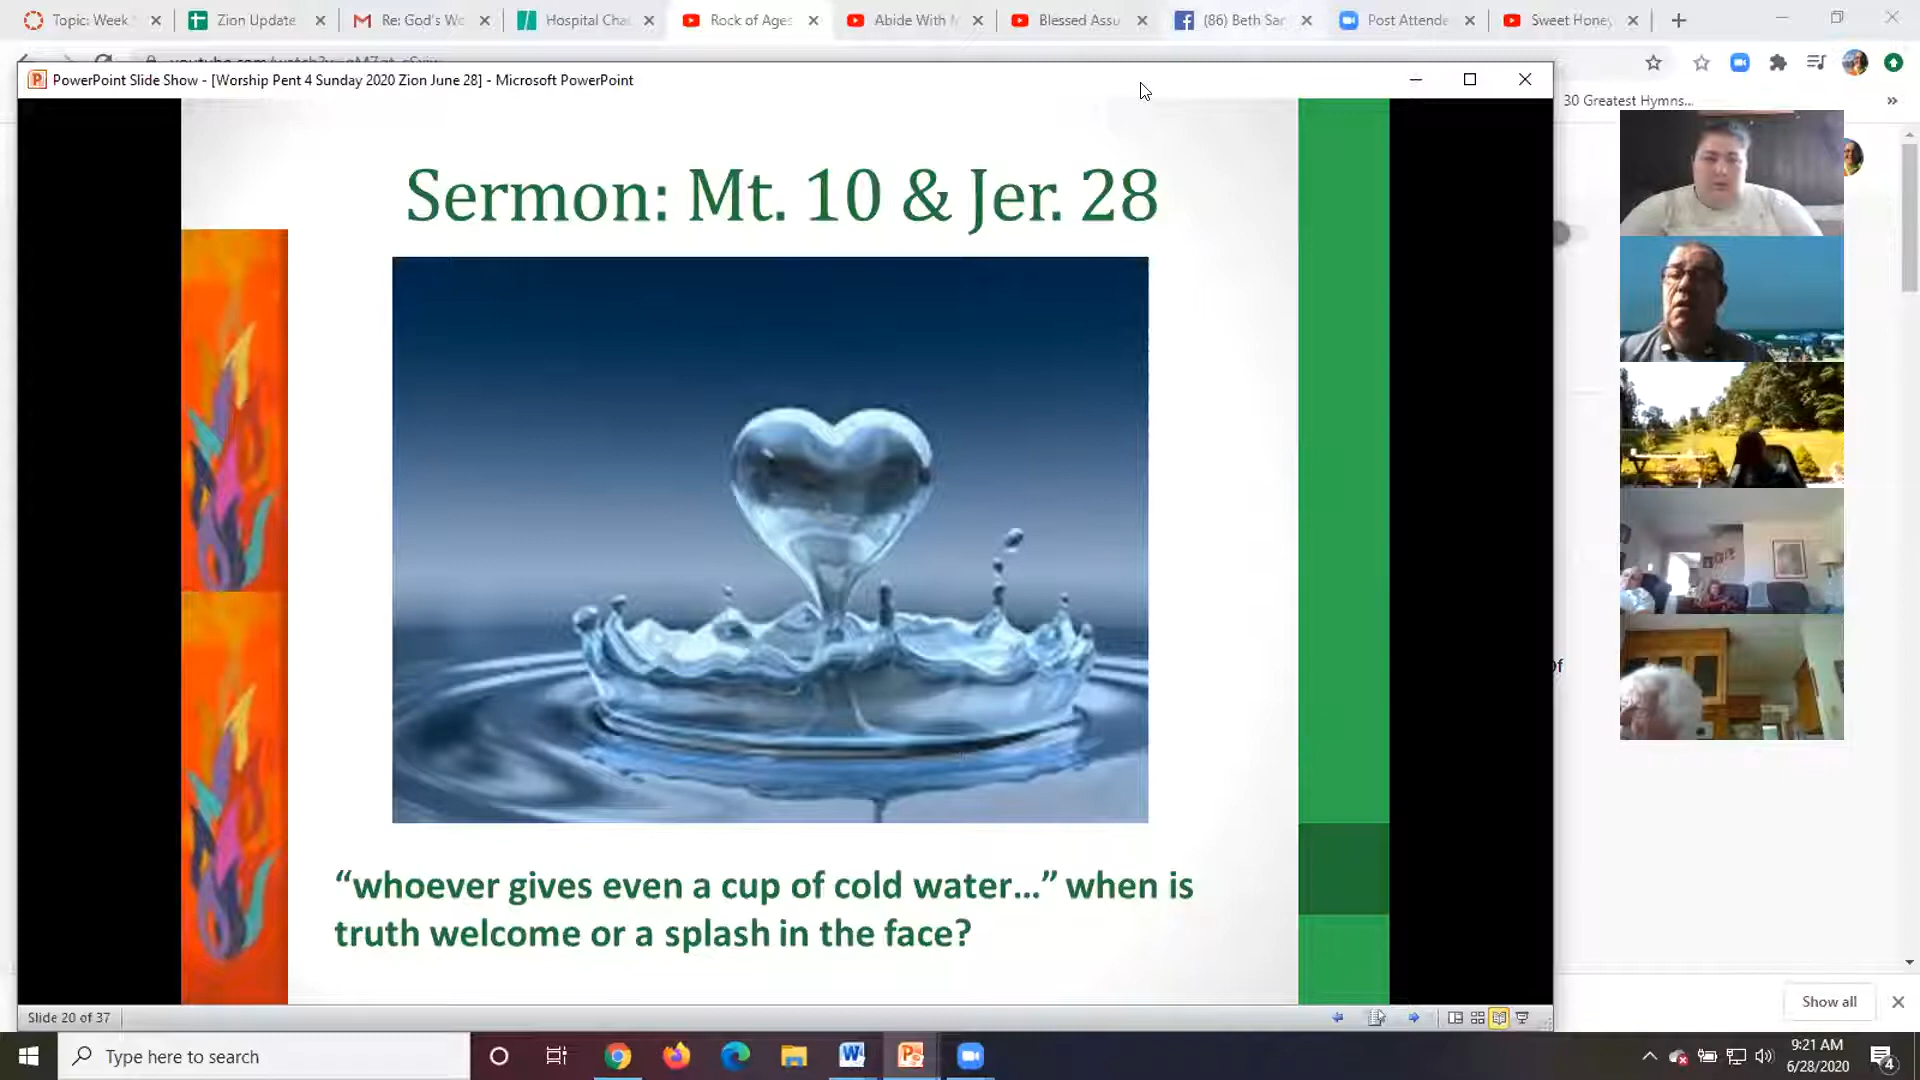 Topic: Week
Zion Update
Re: God's Wo
Hospital Cha
Rock of Ages
Abide With M
Blessed Assu
(86) Beth Sar
Post Attende
Sweet Honey
30 Greatest Hymns...
PowerPoint Slide Show - [Worship Pent 4 Sunday 2020 Zion June 28] - Microsoft PowerPoint
Sermon: Mt. 10 & Jer. 28
“whoever gives even a cup of cold water...” when is
truth welcome or a splash in the face?
Slide 20 of 37
Show all
Type here to search
9:21 AM
6/28/2020
4